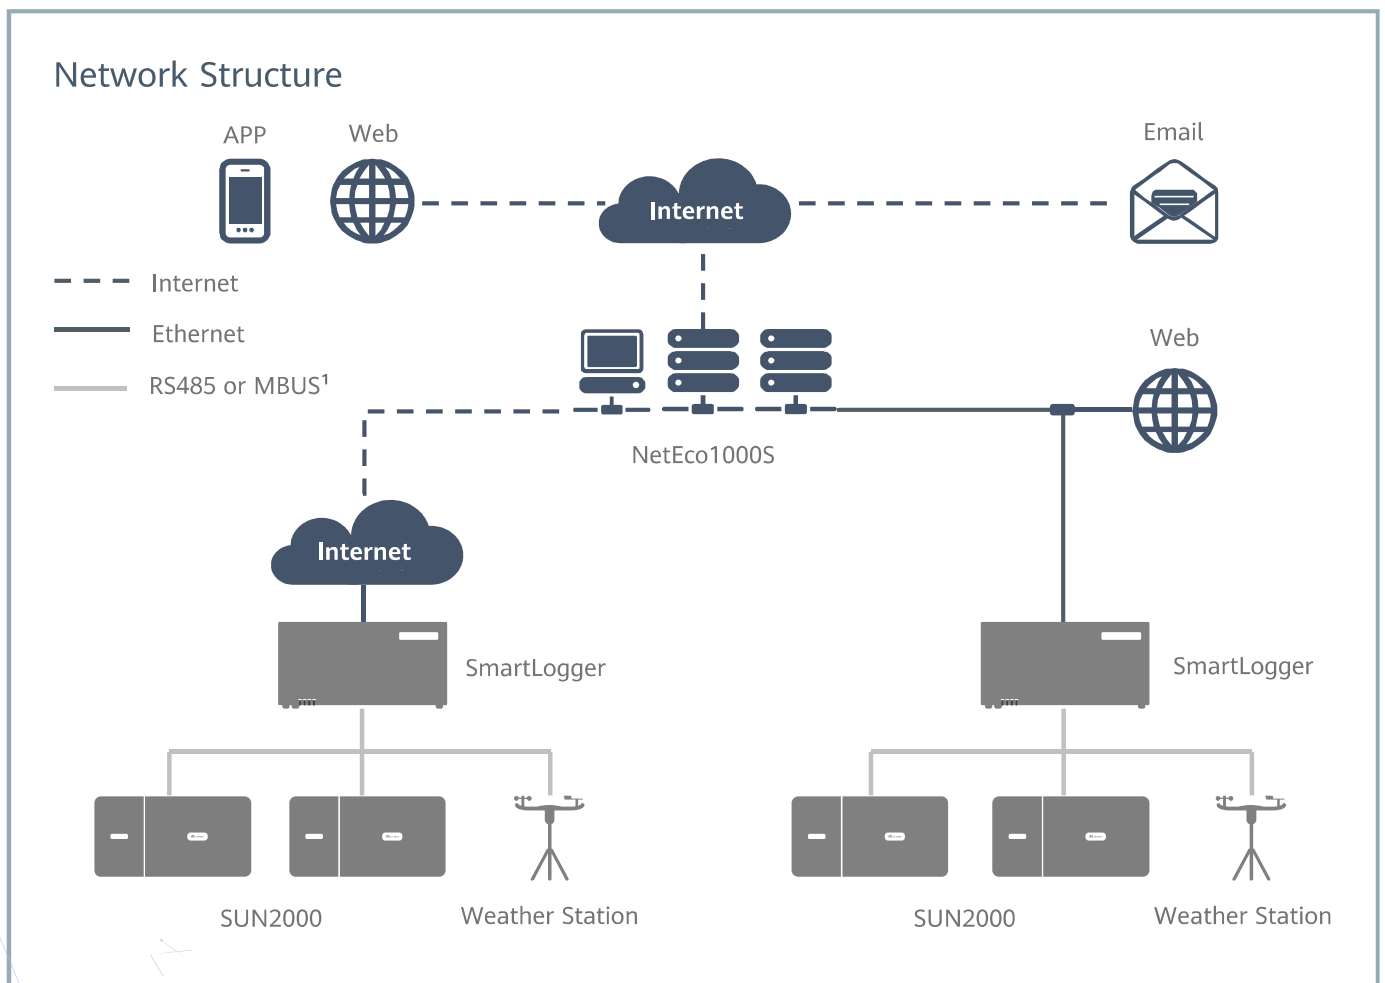 Network Structure
APP
Web
Email
Internet
Internet
Ethernet
RS485 or MBUS¹
Web
NetEco1000S
Internet
SmartLogger
SmartLogger
SUN2000
Weather Station
SUN2000
Weather Station